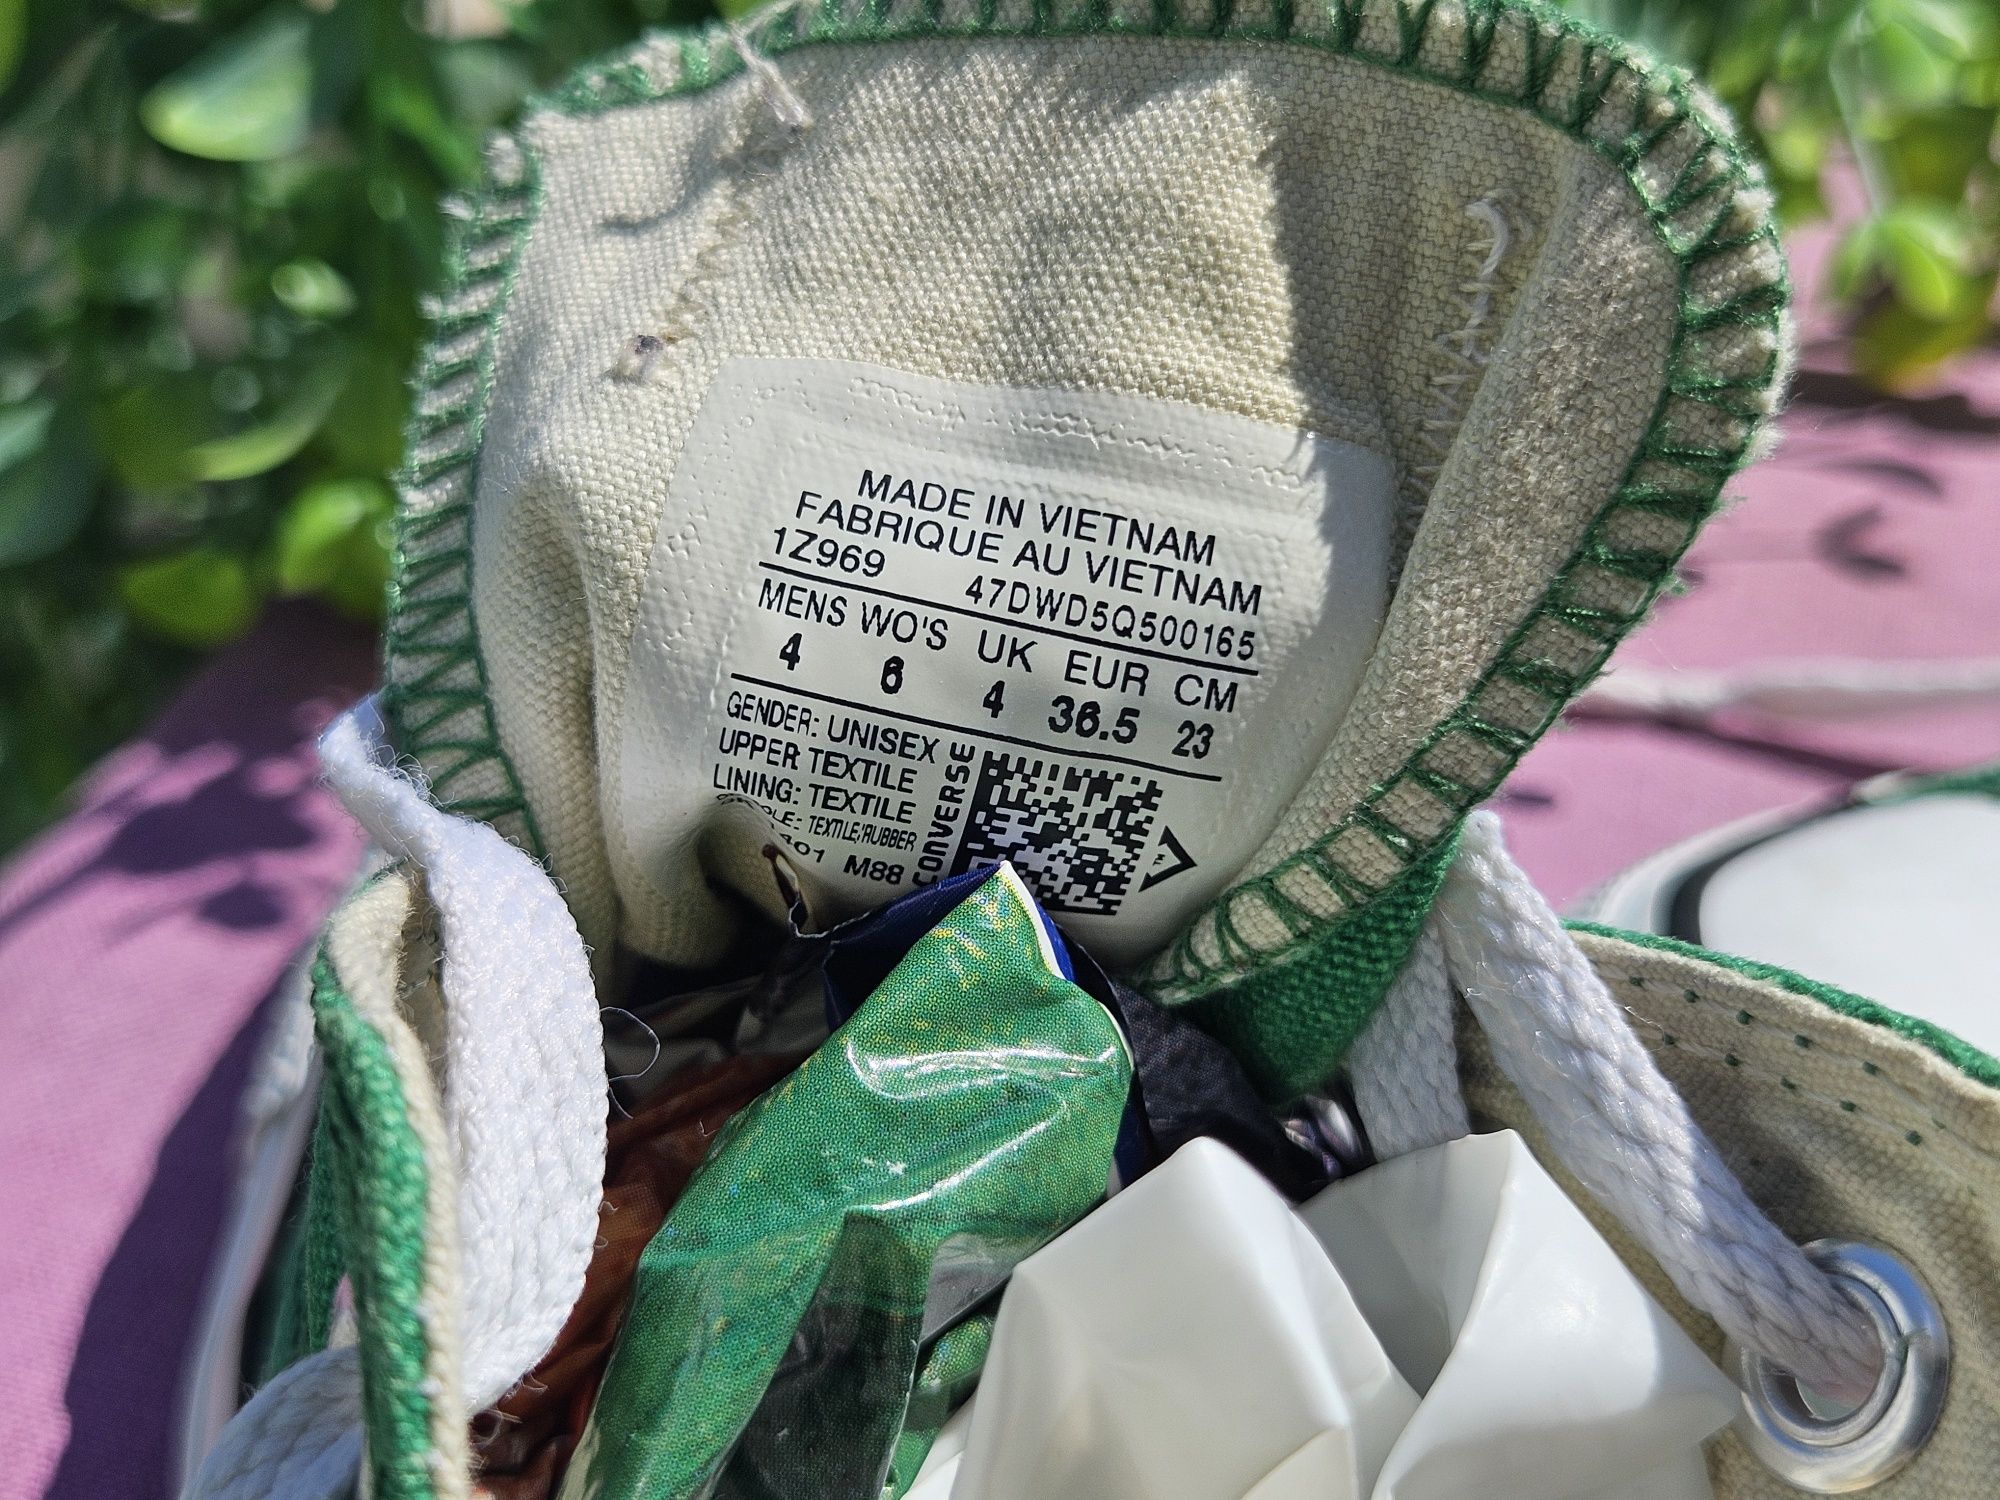 MADE IN VIETNAM
FABRIQUE AU VIETNAM
1Z969 47DWD5Q500165
MENS WO'S UK EUR CM
4 6 4 36.5 23
GENDER: UNISEX
UPPER TEXTILE
LINING: TEXTILE
TEXTILE/RUBBER
M88
CONVERSE
TM